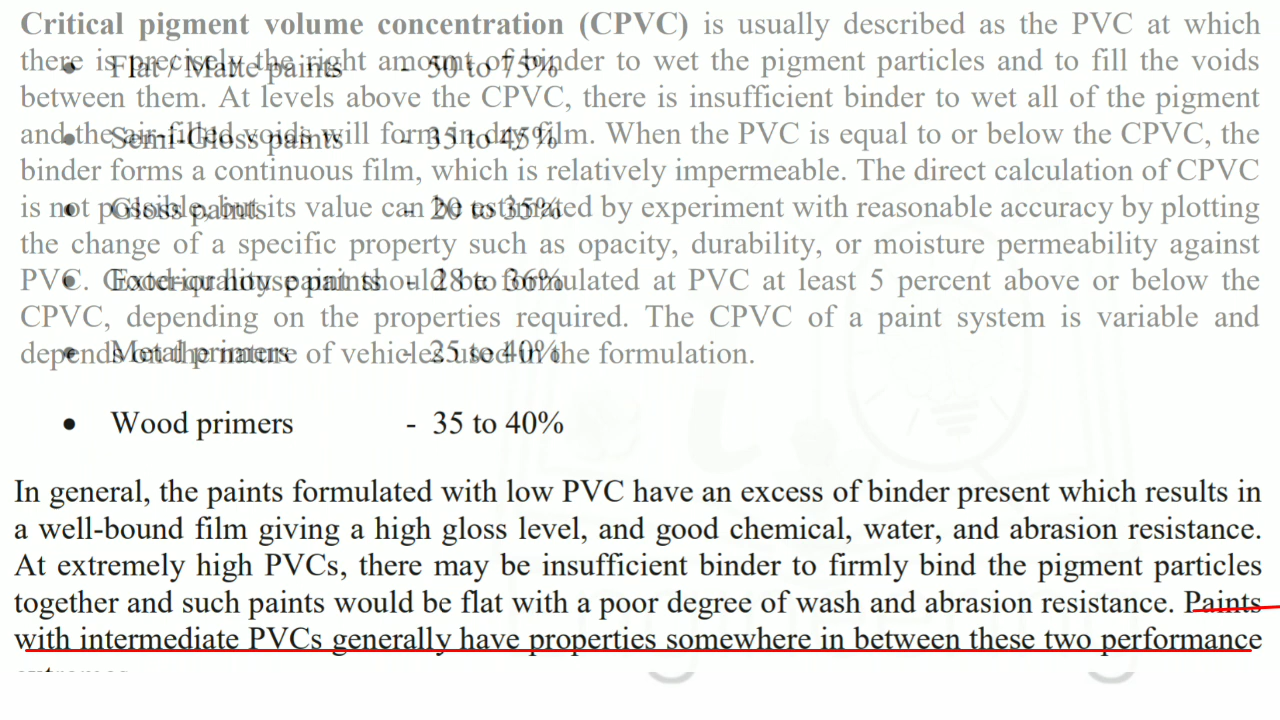 Critical pigment volume concentration (CPVC) is usually described as the PVC at which
there is precisely the right amount of binder to wet the pigment particles and to fill the voids
• Flat / Matte paints - 50 to 75%
between them. At levels above the CPVC, there is insufficient binder to wet all of the pigment
and the air-filled voids will form in dry film. When the PVC is equal to or below the CPVC, the
• Semi-Gloss paints - 35 to 45%
binder forms a continuous film, which is relatively impermeable. The direct calculation of CPVC
is not possible, but its value can be estimated by experiment with reasonable accuracy by plotting
• Gloss paints - 20 to 35%
the change of a specific property such as opacity, durability, or moisture permeability against
PVC. Good-quality paint should be formulated at PVC at least 5 percent above or below the
• Exterior house paints - 28 to 36%
CPVC, depending on the properties required. The CPVC of a paint system is variable and
depends on the nature of vehicles used in the formulation.
• Metal primers - 25 to 40%
• Wood primers - 35 to 40%
In general, the paints formulated with low PVC have an excess of binder present which results in
a well-bound film giving a high gloss level, and good chemical, water, and abrasion resistance.
At extremely high PVCs, there may be insufficient binder to firmly bind the pigment particles
together and such paints would be flat with a poor degree of wash and abrasion resistance. Paints
with intermediate PVCs generally have properties somewhere in between these two performance